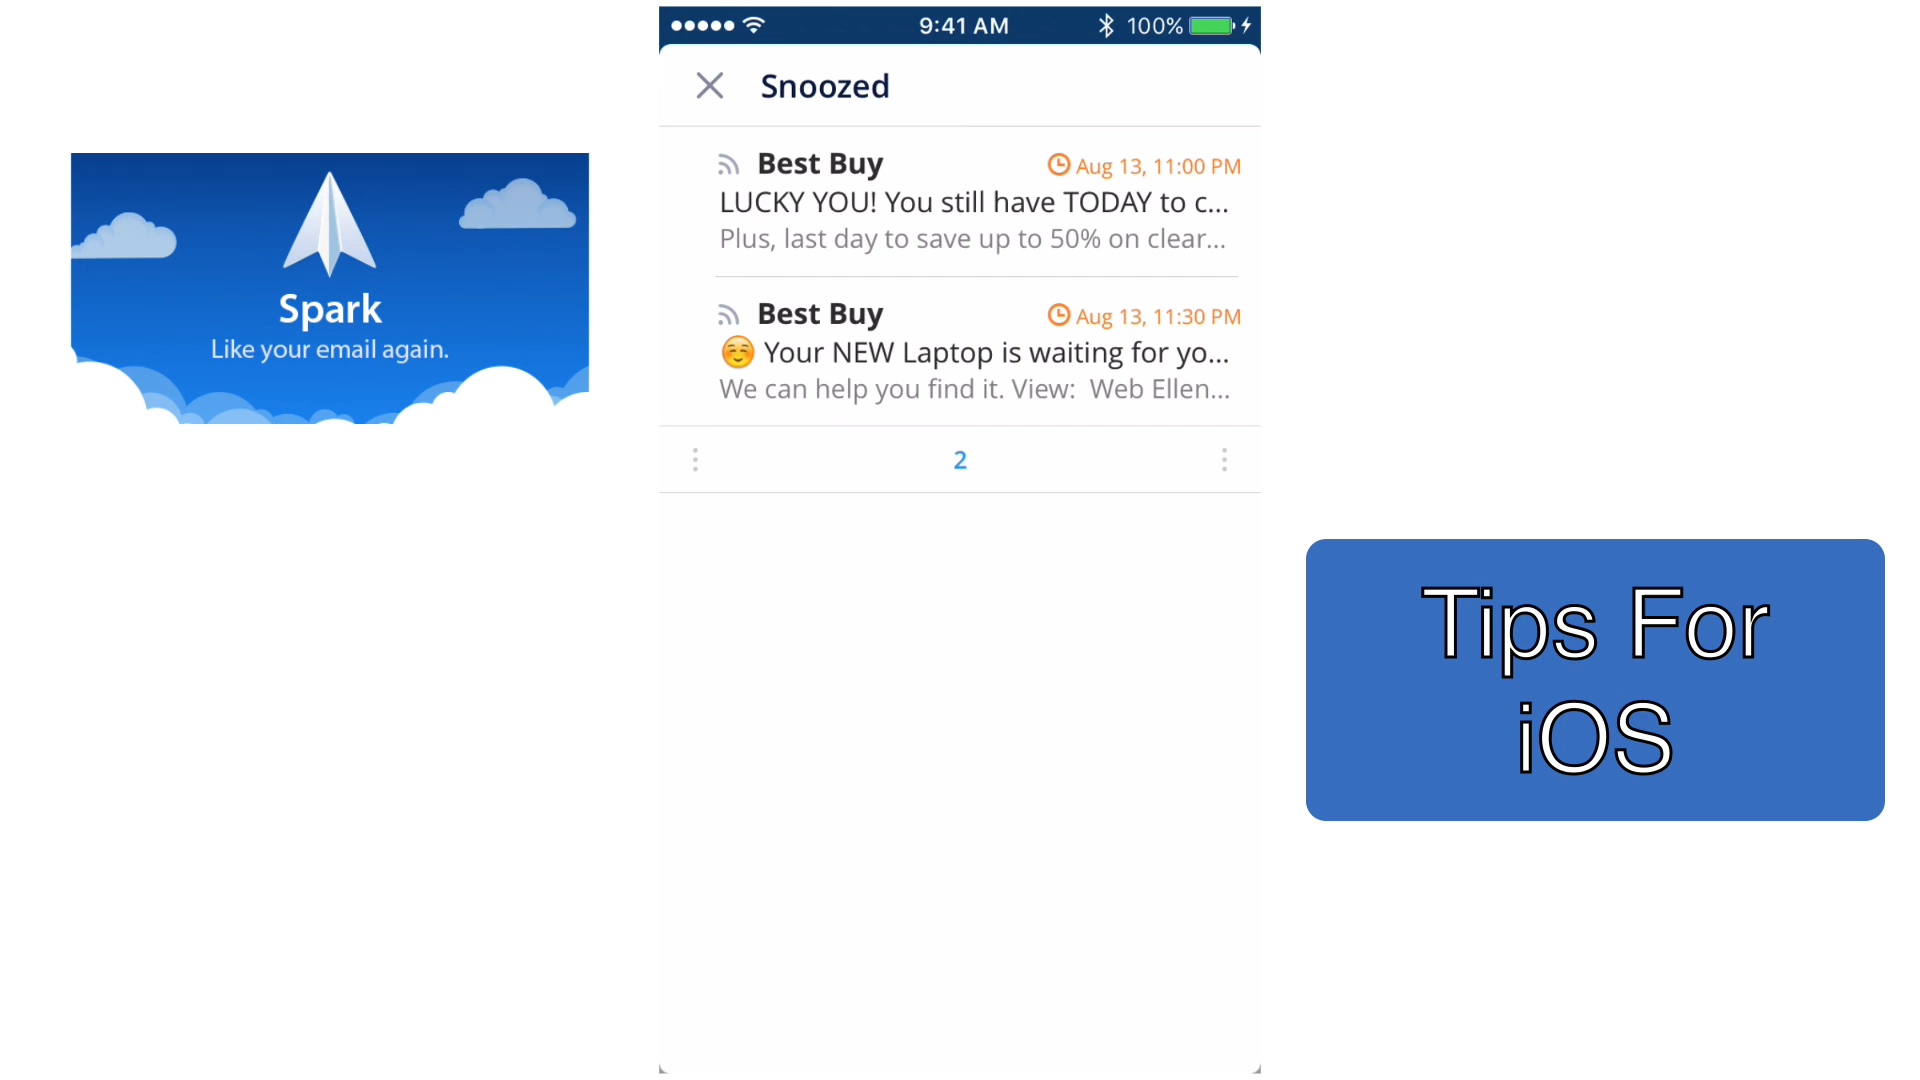 9:41 AM
100%
Snoozed
Best Buy
Aug 13, 11:00 PM
LUCKY YOU! You still have TODAY to c...
Plus, last day to save up to 50% on clear...
Best Buy
Aug 13, 11:30 PM
☺️ Your NEW Laptop is waiting for yo...
We can help you find it. View: Web Ellen...
2
Spark
Like your email again.
Tips For
iOS